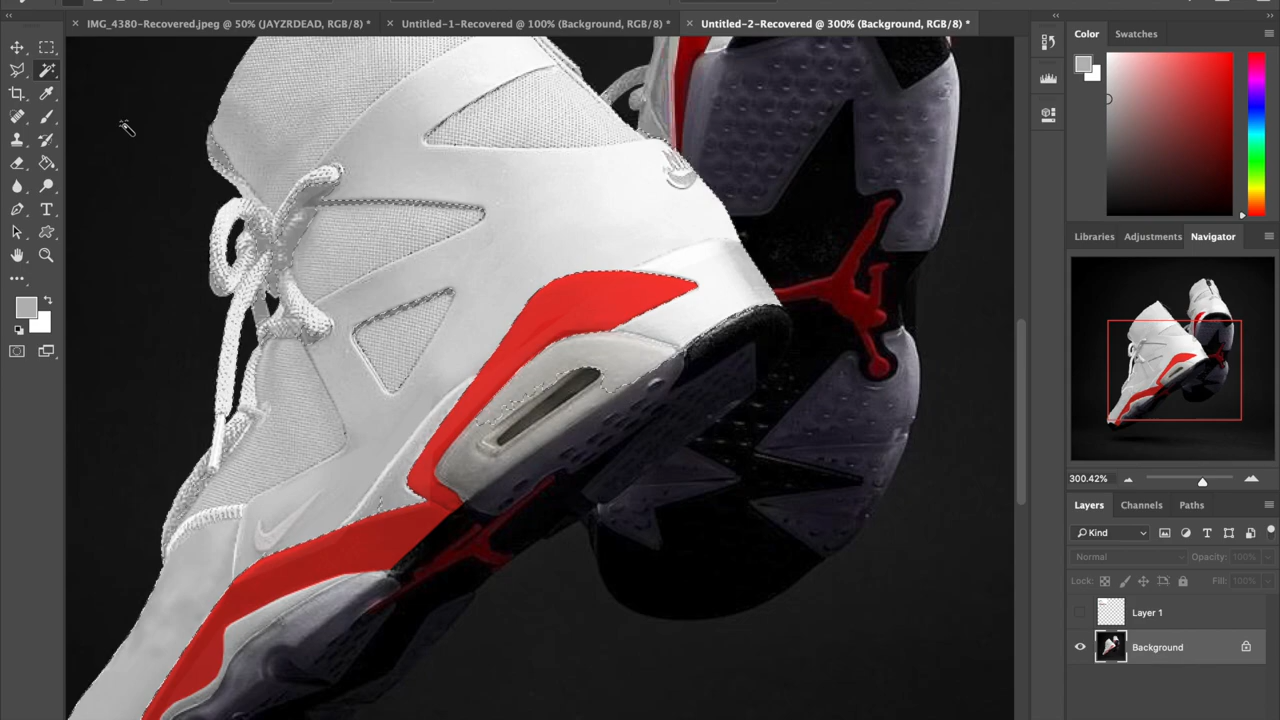 IMG_4380-Recovered.jpeg @ 50% (JAYZRDEAD, RGB/8) *
Untitled-1-Recovered @ 100% (Background, RGB/8) *
Untitled-2-Recovered @ 300% (Background, RGB/8) *
Color
Swatches
Libraries
Adjustments
Navigator
300.42%
Layers
Channels
Paths
Kind
Normal
Opacity: 100%
Lock:
Fill: 100%
Layer 1
Background